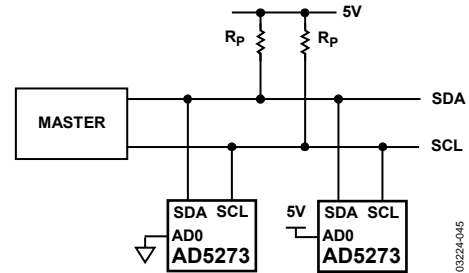 5V
RP RP
MASTER
SDA
SCL
SDA SCL
AD0
AD5273
5V
SDA SCL
AD0
AD5273
03224-045